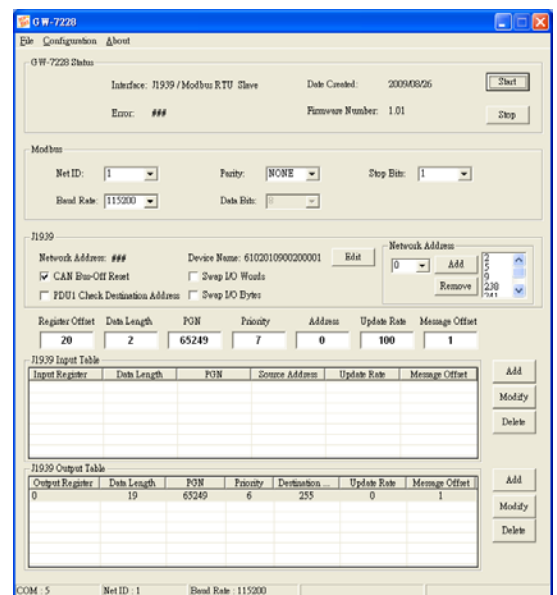 GW-7228
File Configuration About
GW-7228 Status
Interface: J1939 / Modbus RTU Slave Date Created: 2009/08/26 Start
Error: ### Firmware Number: 1.01 Stop
Modbus
Net ID: 1 Parity: NONE Stop Bits: 1
Baud Rate: 115200 Data Bits: 8
J1939
Network Address: ### Device Name: 6102010900200001 Edit
Network Address
0 Add Remove
2
5
9
238
241
CAN Bus-Off Reset Swap I/O Words
PDU1 Check Destination Address Swap I/O Bytes
Register Offset Data Length PGN Priority Address Update Rate Message Offset
20 2 65249 7 0 100 1
J1939 Input Table
Input Register Data Length PGN Source Address Update Rate Message Offset
Add
Modify
Delete
J1939 Output Table
Output Register Data Length PGN Priority Destination ... Update Rate Message Offset
0 19 65249 6 255 0 1
Add
Modify
Delete
COM : 5 Net ID : 1 Baud Rate : 115200